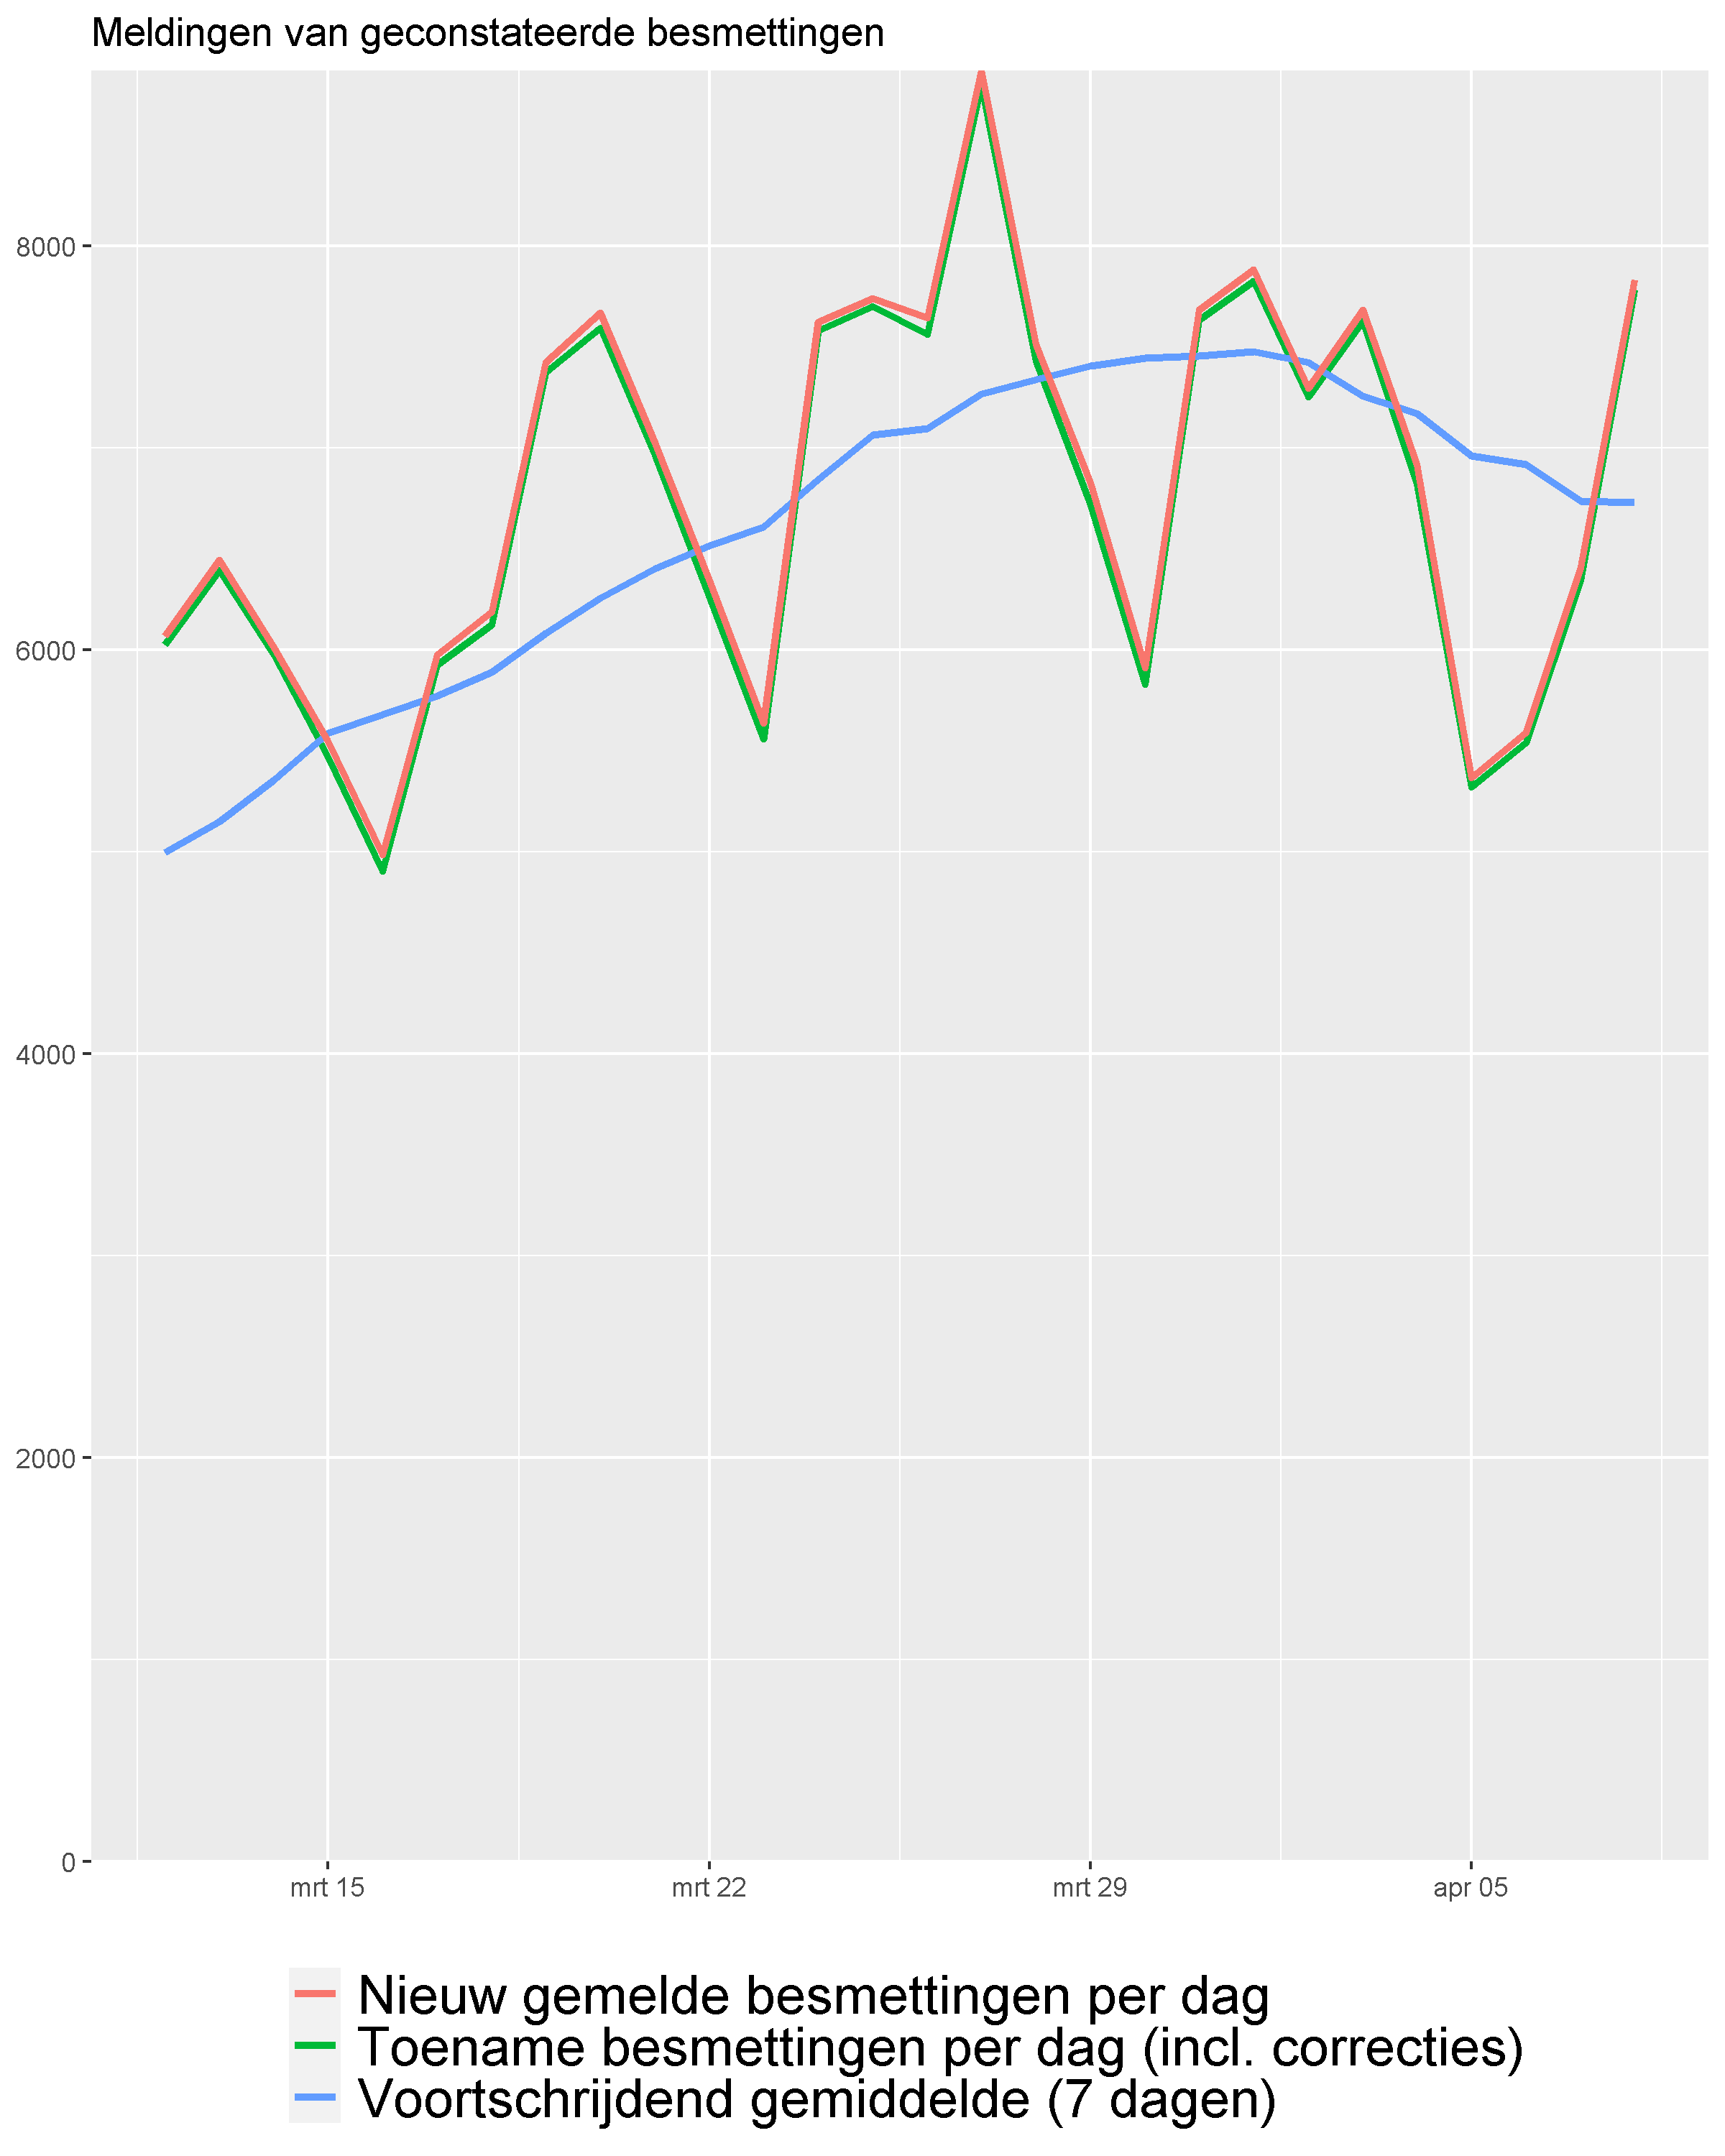 Meldingen van geconstateerde besmettingen
8000
6000
4000
2000
0
mrt 15 mrt 22 mrt 29 apr 05
Nieuw gemelde besmettingen per dag
Toename besmettingen per dag (incl. correcties)
Voortschrijdend gemiddelde (7 dagen)